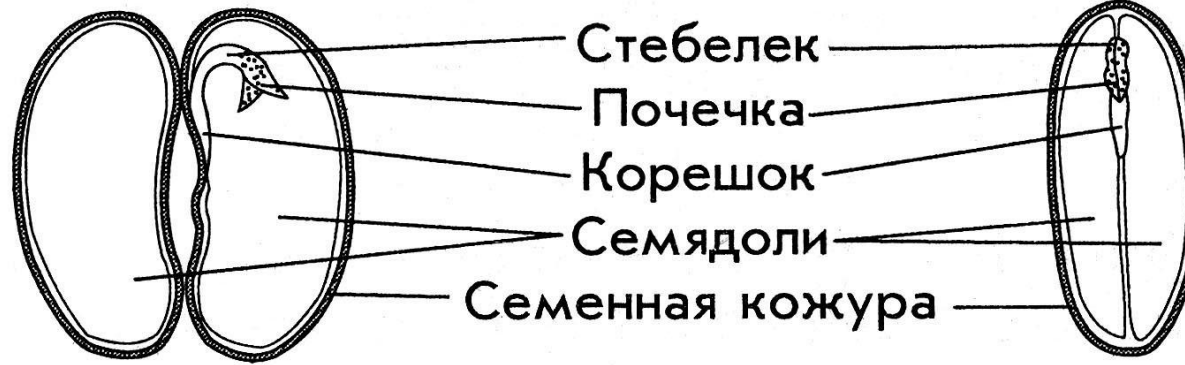 Стебелек
Почечка
Корешок
Семядоли
Семенная кожура